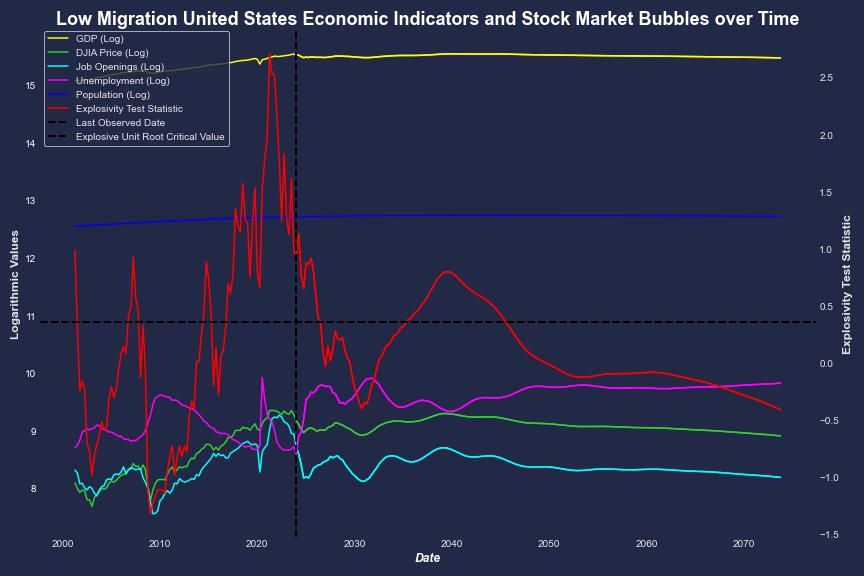 Low Migration United States Economic Indicators and Stock Market Bubbles over Time
GDP (Log)
DJIA Price (Log)
Job Openings (Log)
Unemployment (Log)
Population (Log)
Explosivity Test Statistic
Last Observed Date
Explosive Unit Root Critical Value
Logarithmic Values
15
14
13
12
11
10
9
8
2.5
2.0
1.5
1.0
0.5
0.0
−0.5
−1.0
−1.5
Explosivity Test Statistic
2000 2010 2020 2030 2040 2050 2060 2070
Date